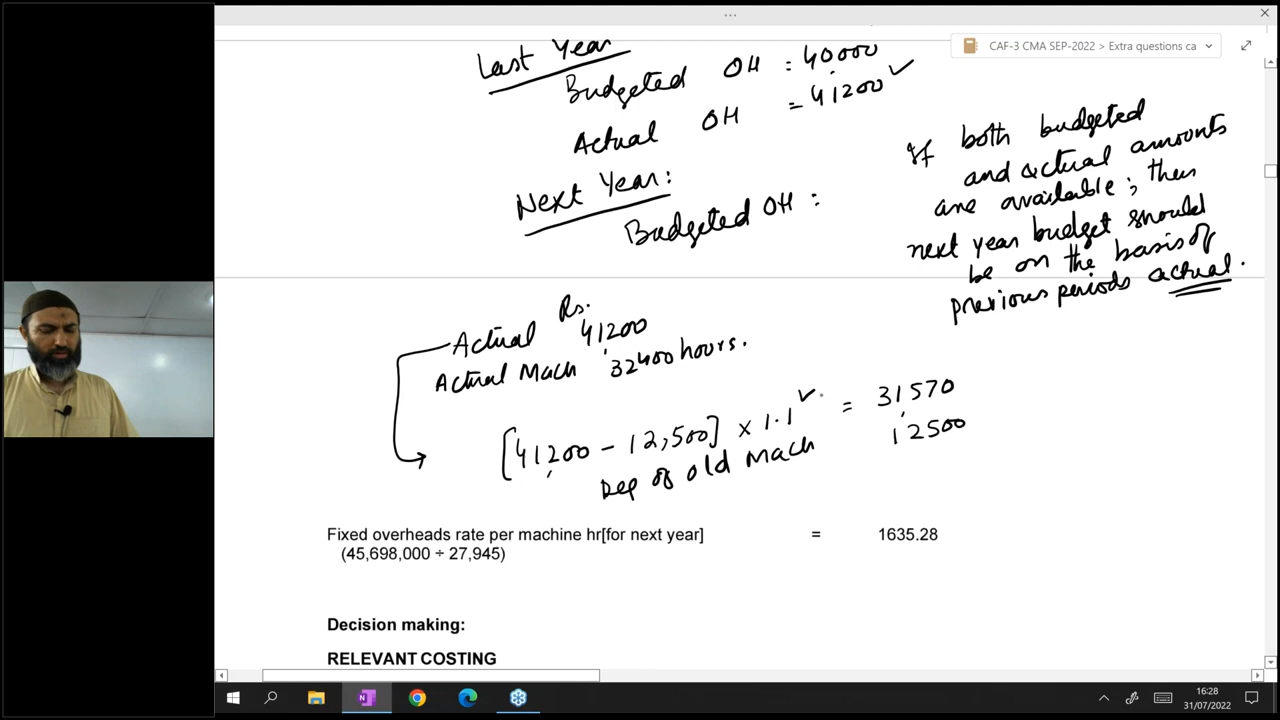 CAF-3 CMA SEP-2022 > Extra questions ca
Last Year
Budgeted OH : 40000
Actual OH = 41200 ✓
Next Year:
Budgeted OH :
If both budgeted
and actual amounts
are available; then
next year budget should
be on the basis of
previous periods actual.
Rs.
Actual 41200
Actual Mach 32400 hours.
[41200 - 12,500] × 1.1 ✓ = 31570
Dep of old Mach 12500
Fixed overheads rate per machine hr[for next year] = 1635.28
(45,698,000 ÷ 27,945)
Decision making:
RELEVANT COSTING
16:28
31/07/2022